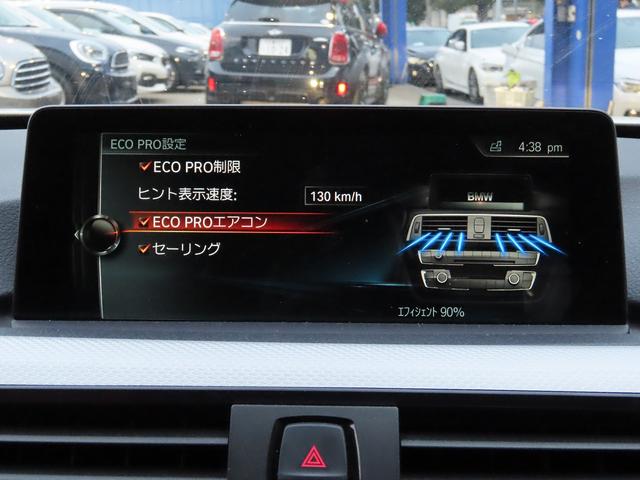 ECO PRO設定
4:38 pm
ECO PRO制限
ヒント表示速度: 130 km/h
ECO PROエアコン
セーリング
BMW
エフィシェント 90%